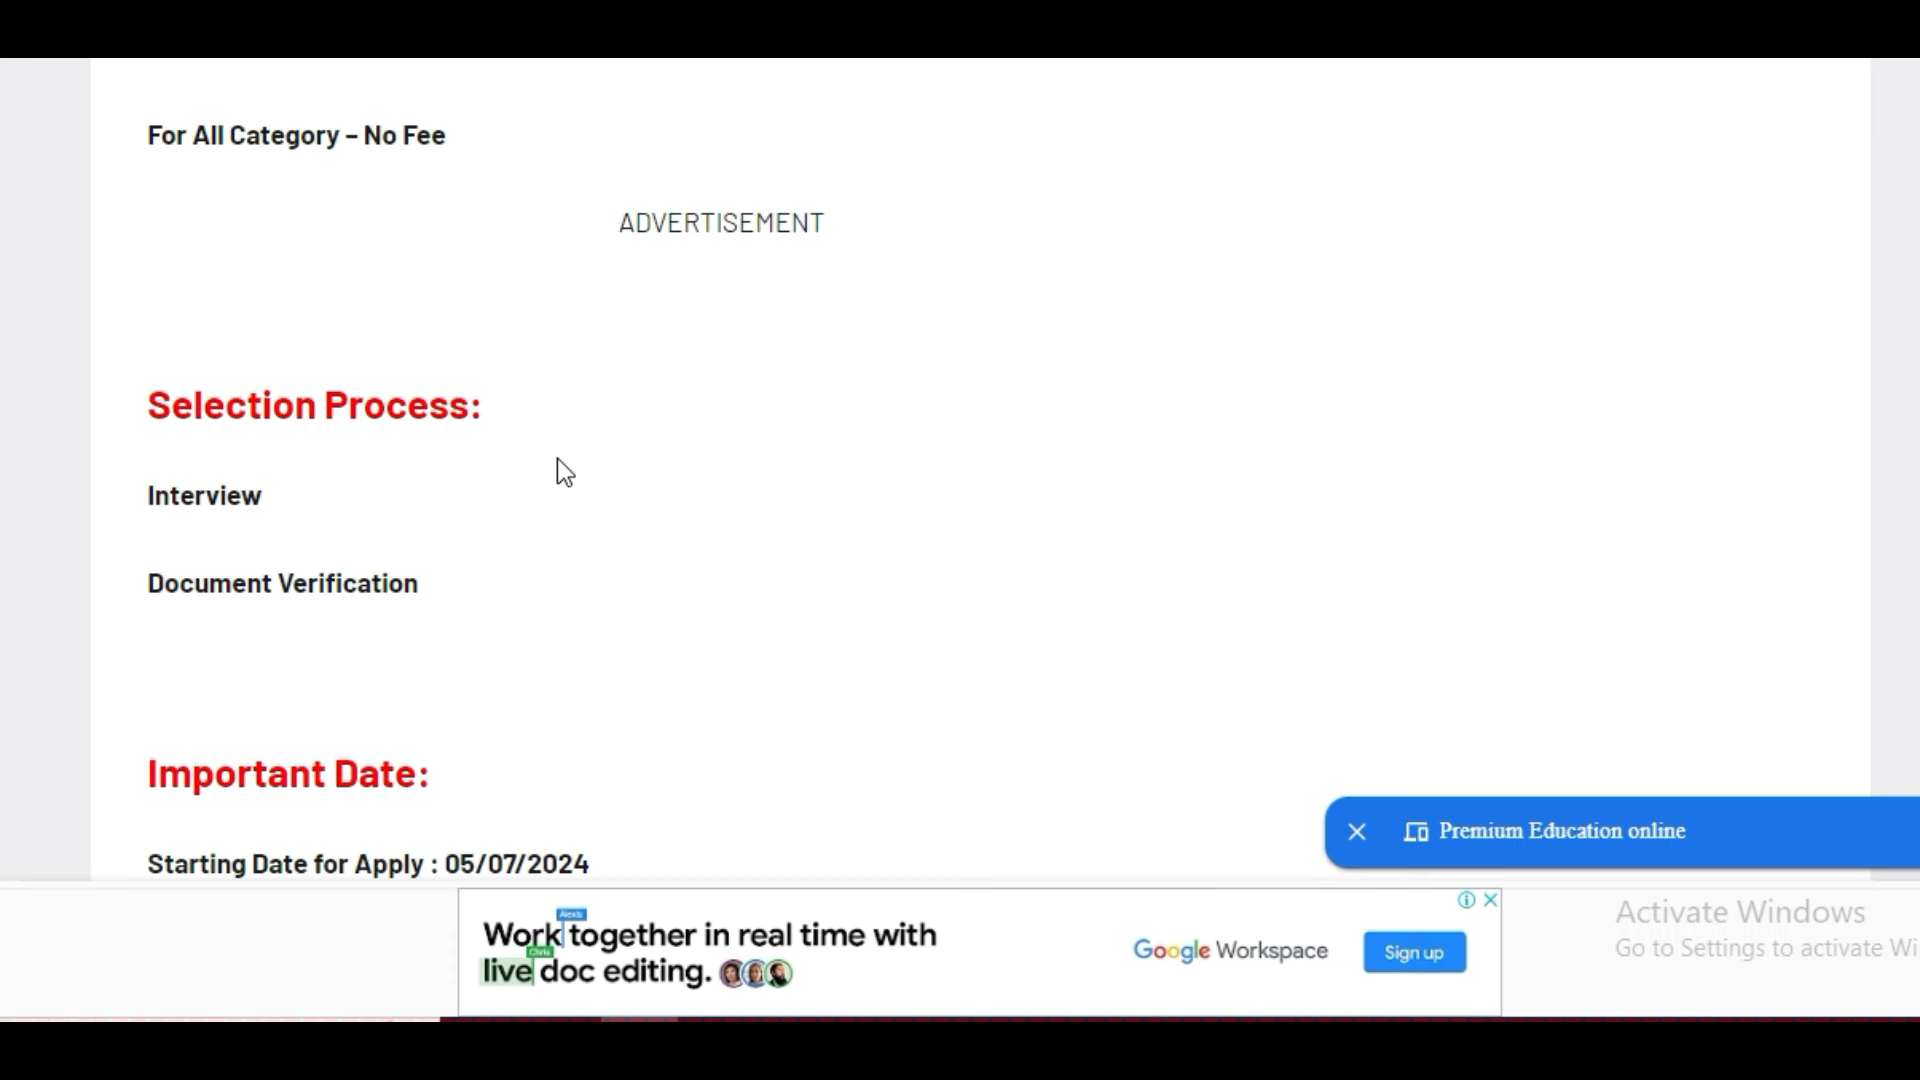 For All Category – No Fee
ADVERTISEMENT
Selection Process:
Interview
Document Verification
Important Date:
Premium Education online
Starting Date for Apply : 05/07/2024
Alexis
Work together in real time with
Chris
live doc editing.
Google Workspace
Sign up
Activate Windows
Go to Settings to activate Wi